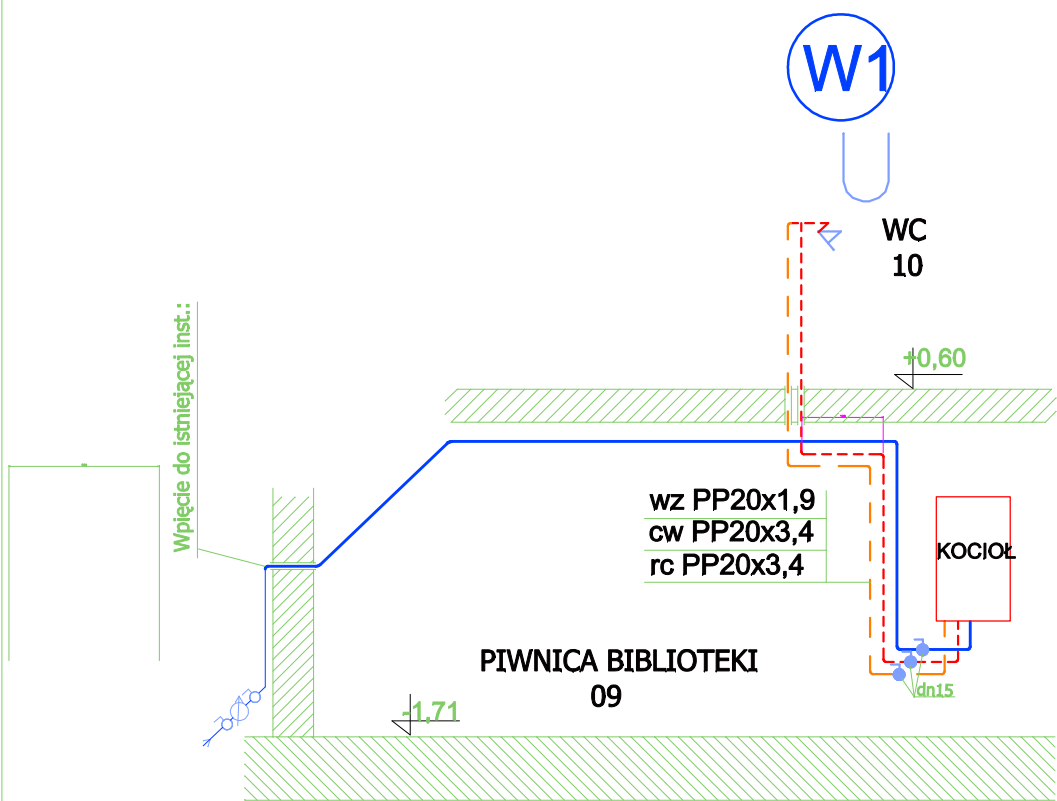 W1
WC
10
+0,60
Wpięcie do istniejącej inst.:
wz PP20x1,9
cw PP20x3,4
rc PP20x3,4
KOCIOŁ
PIWNICA BIBLIOTEKI
09
dn15
-1,71